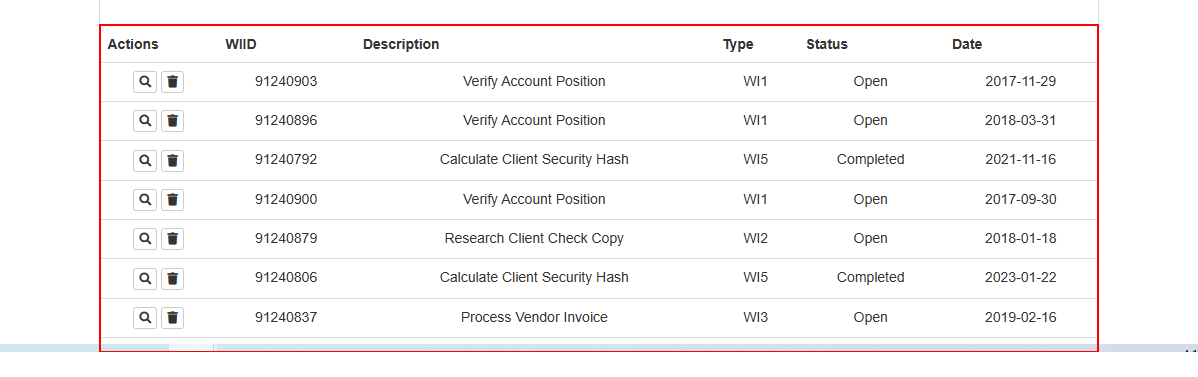 Actions WIID Description Type Status Date
91240903 Verify Account Position WI1 Open 2017-11-29
91240896 Verify Account Position WI1 Open 2018-03-31
91240792 Calculate Client Security Hash WI5 Completed 2021-11-16
91240900 Verify Account Position WI1 Open 2017-09-30
91240879 Research Client Check Copy WI2 Open 2018-01-18
91240806 Calculate Client Security Hash WI5 Completed 2023-01-22
91240837 Process Vendor Invoice WI3 Open 2019-02-16